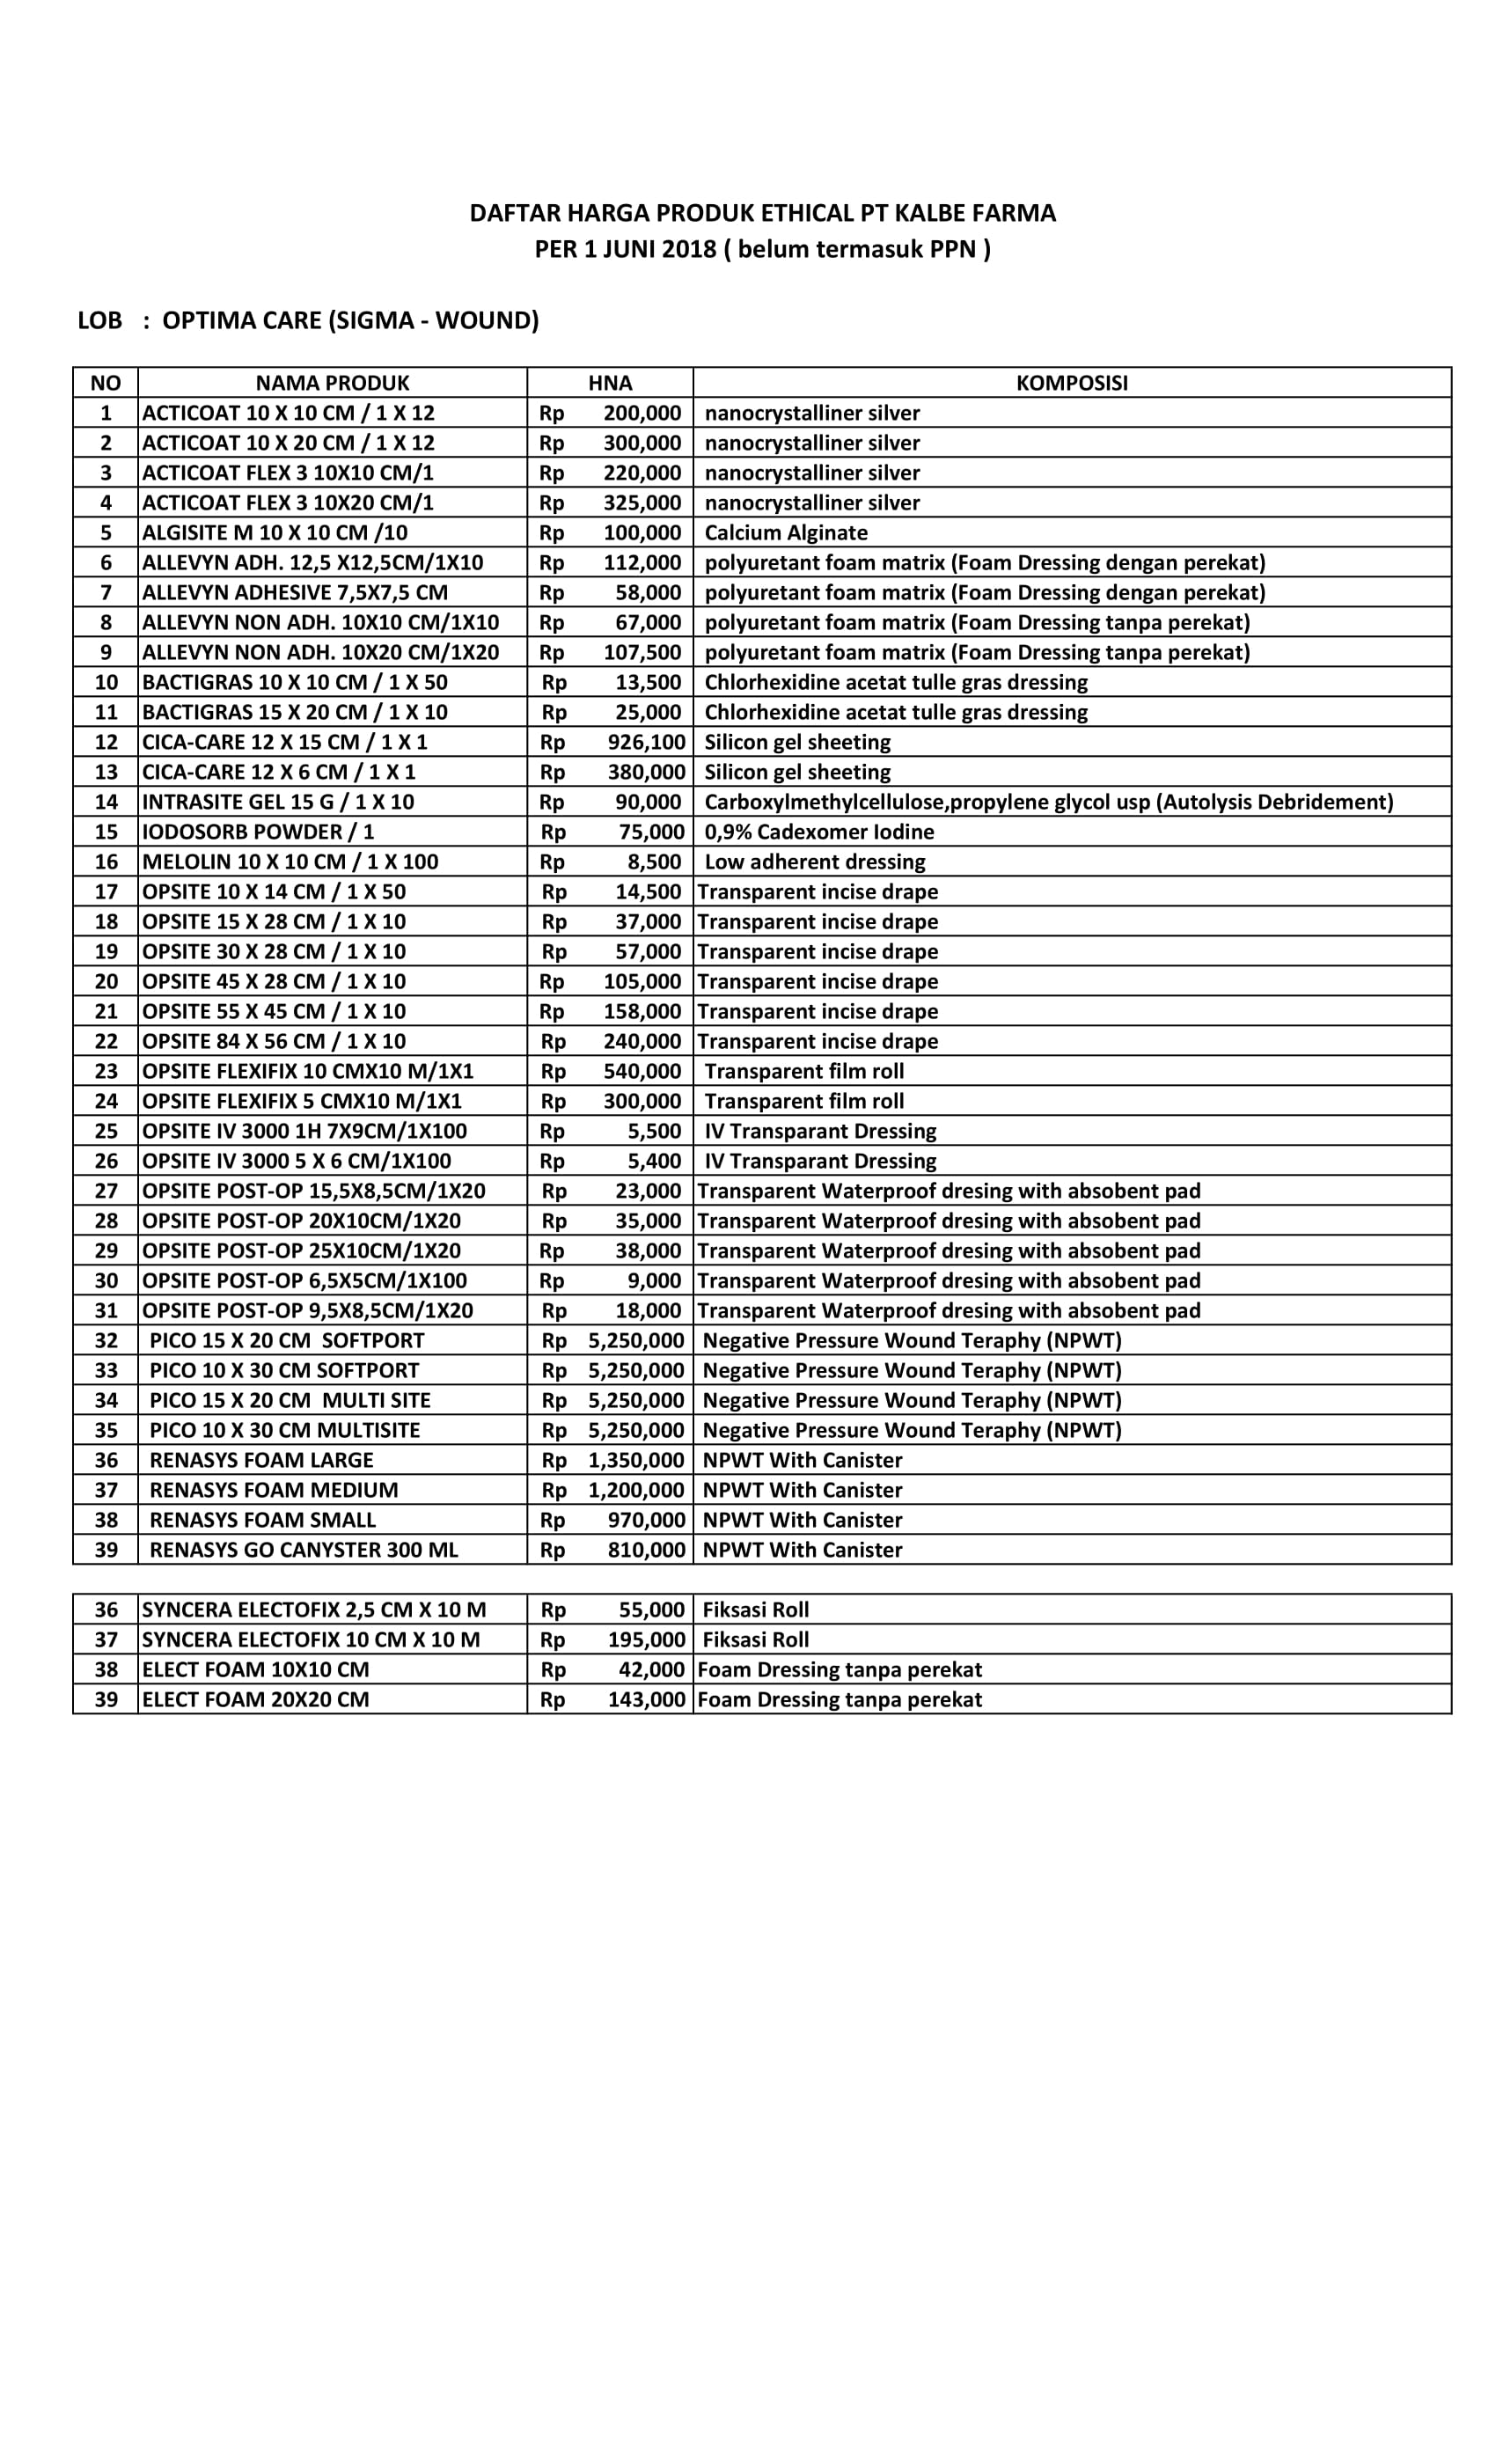 DAFTAR HARGA PRODUK ETHICAL PT KALBE FARMA
PER 1 JUNI 2018 ( belum termasuk PPN )
LOB : OPTIMA CARE (SIGMA - WOUND)
NO NAMA PRODUK HNA KOMPOSISI
1 ACTICOAT 10 X 10 CM / 1 X 12 Rp 200,000 nanocrystalliner silver
2 ACTICOAT 10 X 20 CM / 1 X 12 Rp 300,000 nanocrystalliner silver
3 ACTICOAT FLEX 3 10X10 CM/1 Rp 220,000 nanocrystalliner silver
4 ACTICOAT FLEX 3 10X20 CM/1 Rp 325,000 nanocrystalliner silver
5 ALGISITE M 10 X 10 CM /10 Rp 100,000 Calcium Alginate
6 ALLEVYN ADH. 12,5 X12,5CM/1X10 Rp 112,000 polyuretant foam matrix (Foam Dressing dengan perekat)
7 ALLEVYN ADHESIVE 7,5X7,5 CM Rp 58,000 polyuretant foam matrix (Foam Dressing dengan perekat)
8 ALLEVYN NON ADH. 10X10 CM/1X10 Rp 67,000 polyuretant foam matrix (Foam Dressing tanpa perekat)
9 ALLEVYN NON ADH. 10X20 CM/1X20 Rp 107,500 polyuretant foam matrix (Foam Dressing tanpa perekat)
10 BACTIGRAS 10 X 10 CM / 1 X 50 Rp 13,500 Chlorhexidine acetat tulle gras dressing
11 BACTIGRAS 15 X 20 CM / 1 X 10 Rp 25,000 Chlorhexidine acetat tulle gras dressing
12 CICA-CARE 12 X 15 CM / 1 X 1 Rp 926,100 Silicon gel sheeting
13 CICA-CARE 12 X 6 CM / 1 X 1 Rp 380,000 Silicon gel sheeting
14 INTRASITE GEL 15 G / 1 X 10 Rp 90,000 Carboxylmethylcellulose,propylene glycol usp (Autolysis Debridement)
15 IODOSORB POWDER / 1 Rp 75,000 0,9% Cadexomer Iodine
16 MELOLIN 10 X 10 CM / 1 X 100 Rp 8,500 Low adherent dressing
17 OPSITE 10 X 14 CM / 1 X 50 Rp 14,500 Transparent incise drape
18 OPSITE 15 X 28 CM / 1 X 10 Rp 37,000 Transparent incise drape
19 OPSITE 30 X 28 CM / 1 X 10 Rp 57,000 Transparent incise drape
20 OPSITE 45 X 28 CM / 1 X 10 Rp 105,000 Transparent incise drape
21 OPSITE 55 X 45 CM / 1 X 10 Rp 158,000 Transparent incise drape
22 OPSITE 84 X 56 CM / 1 X 10 Rp 240,000 Transparent incise drape
23 OPSITE FLEXIFIX 10 CMX10 M/1X1 Rp 540,000 Transparent film roll
24 OPSITE FLEXIFIX 5 CMX10 M/1X1 Rp 300,000 Transparent film roll
25 OPSITE IV 3000 1H 7X9CM/1X100 Rp 5,500 IV Transparant Dressing
26 OPSITE IV 3000 5 X 6 CM/1X100 Rp 5,400 IV Transparant Dressing
27 OPSITE POST-OP 15,5X8,5CM/1X20 Rp 23,000 Transparent Waterproof dresing with absobent pad
28 OPSITE POST-OP 20X10CM/1X20 Rp 35,000 Transparent Waterproof dresing with absobent pad
29 OPSITE POST-OP 25X10CM/1X20 Rp 38,000 Transparent Waterproof dresing with absobent pad
30 OPSITE POST-OP 6,5X5CM/1X100 Rp 9,000 Transparent Waterproof dresing with absobent pad
31 OPSITE POST-OP 9,5X8,5CM/1X20 Rp 18,000 Transparent Waterproof dresing with absobent pad
32 PICO 15 X 20 CM SOFTPORT Rp 5,250,000 Negative Pressure Wound Teraphy (NPWT)
33 PICO 10 X 30 CM SOFTPORT Rp 5,250,000 Negative Pressure Wound Teraphy (NPWT)
34 PICO 15 X 20 CM MULTI SITE Rp 5,250,000 Negative Pressure Wound Teraphy (NPWT)
35 PICO 10 X 30 CM MULTISITE Rp 5,250,000 Negative Pressure Wound Teraphy (NPWT)
36 RENASYS FOAM LARGE Rp 1,350,000 NPWT With Canister
37 RENASYS FOAM MEDIUM Rp 1,200,000 NPWT With Canister
38 RENASYS FOAM SMALL Rp 970,000 NPWT With Canister
39 RENASYS GO CANYSTER 300 ML Rp 810,000 NPWT With Canister
36 SYNCERA ELECTOFIX 2,5 CM X 10 M Rp 55,000 Fiksasi Roll
37 SYNCERA ELECTOFIX 10 CM X 10 M Rp 195,000 Fiksasi Roll
38 ELECT FOAM 10X10 CM Rp 42,000 Foam Dressing tanpa perekat
39 ELECT FOAM 20X20 CM Rp 143,000 Foam Dressing tanpa perekat